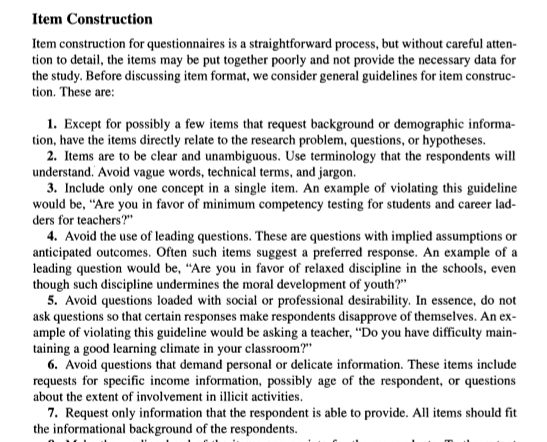 Item Construction
Item construction for questionnaires is a straightforward process, but without careful atten-
tion to detail, the items may be put together poorly and not provide the necessary data for
the study. Before discussing item format, we consider general guidelines for item construc-
tion. These are:
1. Except for possibly a few items that request background or demographic informa-
tion, have the items directly relate to the research problem, questions, or hypotheses.
2. Items are to be clear and unambiguous. Use terminology that the respondents will
understand. Avoid vague words, technical terms, and jargon.
3. Include only one concept in a single item. An example of violating this guideline
would be, “Are you in favor of minimum competency testing for students and career lad-
ders for teachers?”
4. Avoid the use of leading questions. These are questions with implied assumptions or
anticipated outcomes. Often such items suggest a preferred response. An example of a
leading question would be, “Are you in favor of relaxed discipline in the schools, even
though such discipline undermines the moral development of youth?”
5. Avoid questions loaded with social or professional desirability. In essence, do not
ask questions so that certain responses make respondents disapprove of themselves. An ex-
ample of violating this guideline would be asking a teacher, “Do you have difficulty main-
taining a good learning climate in your classroom?”
6. Avoid questions that demand personal or delicate information. These items include
requests for specific income information, possibly age of the respondent, or questions
about the extent of involvement in illicit activities.
7. Request only information that the respondent is able to provide. All items should fit
the informational background of the respondents.